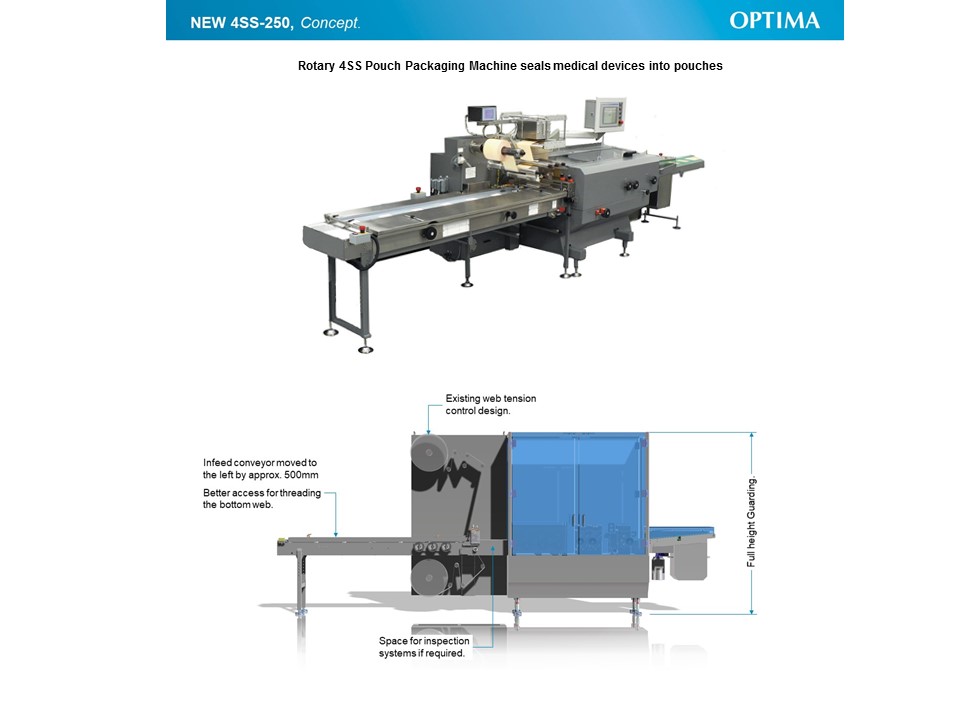 NEW 4SS-250, Concept.
OPTIMA
Rotary 4SS Pouch Packaging Machine seals medical devices into pouches
Existing web tension
control design.
Infeed conveyor moved to
the left by approx. 500mm
Better access for threading
the bottom web.
Full height Guarding.
Space for inspection
systems if required.